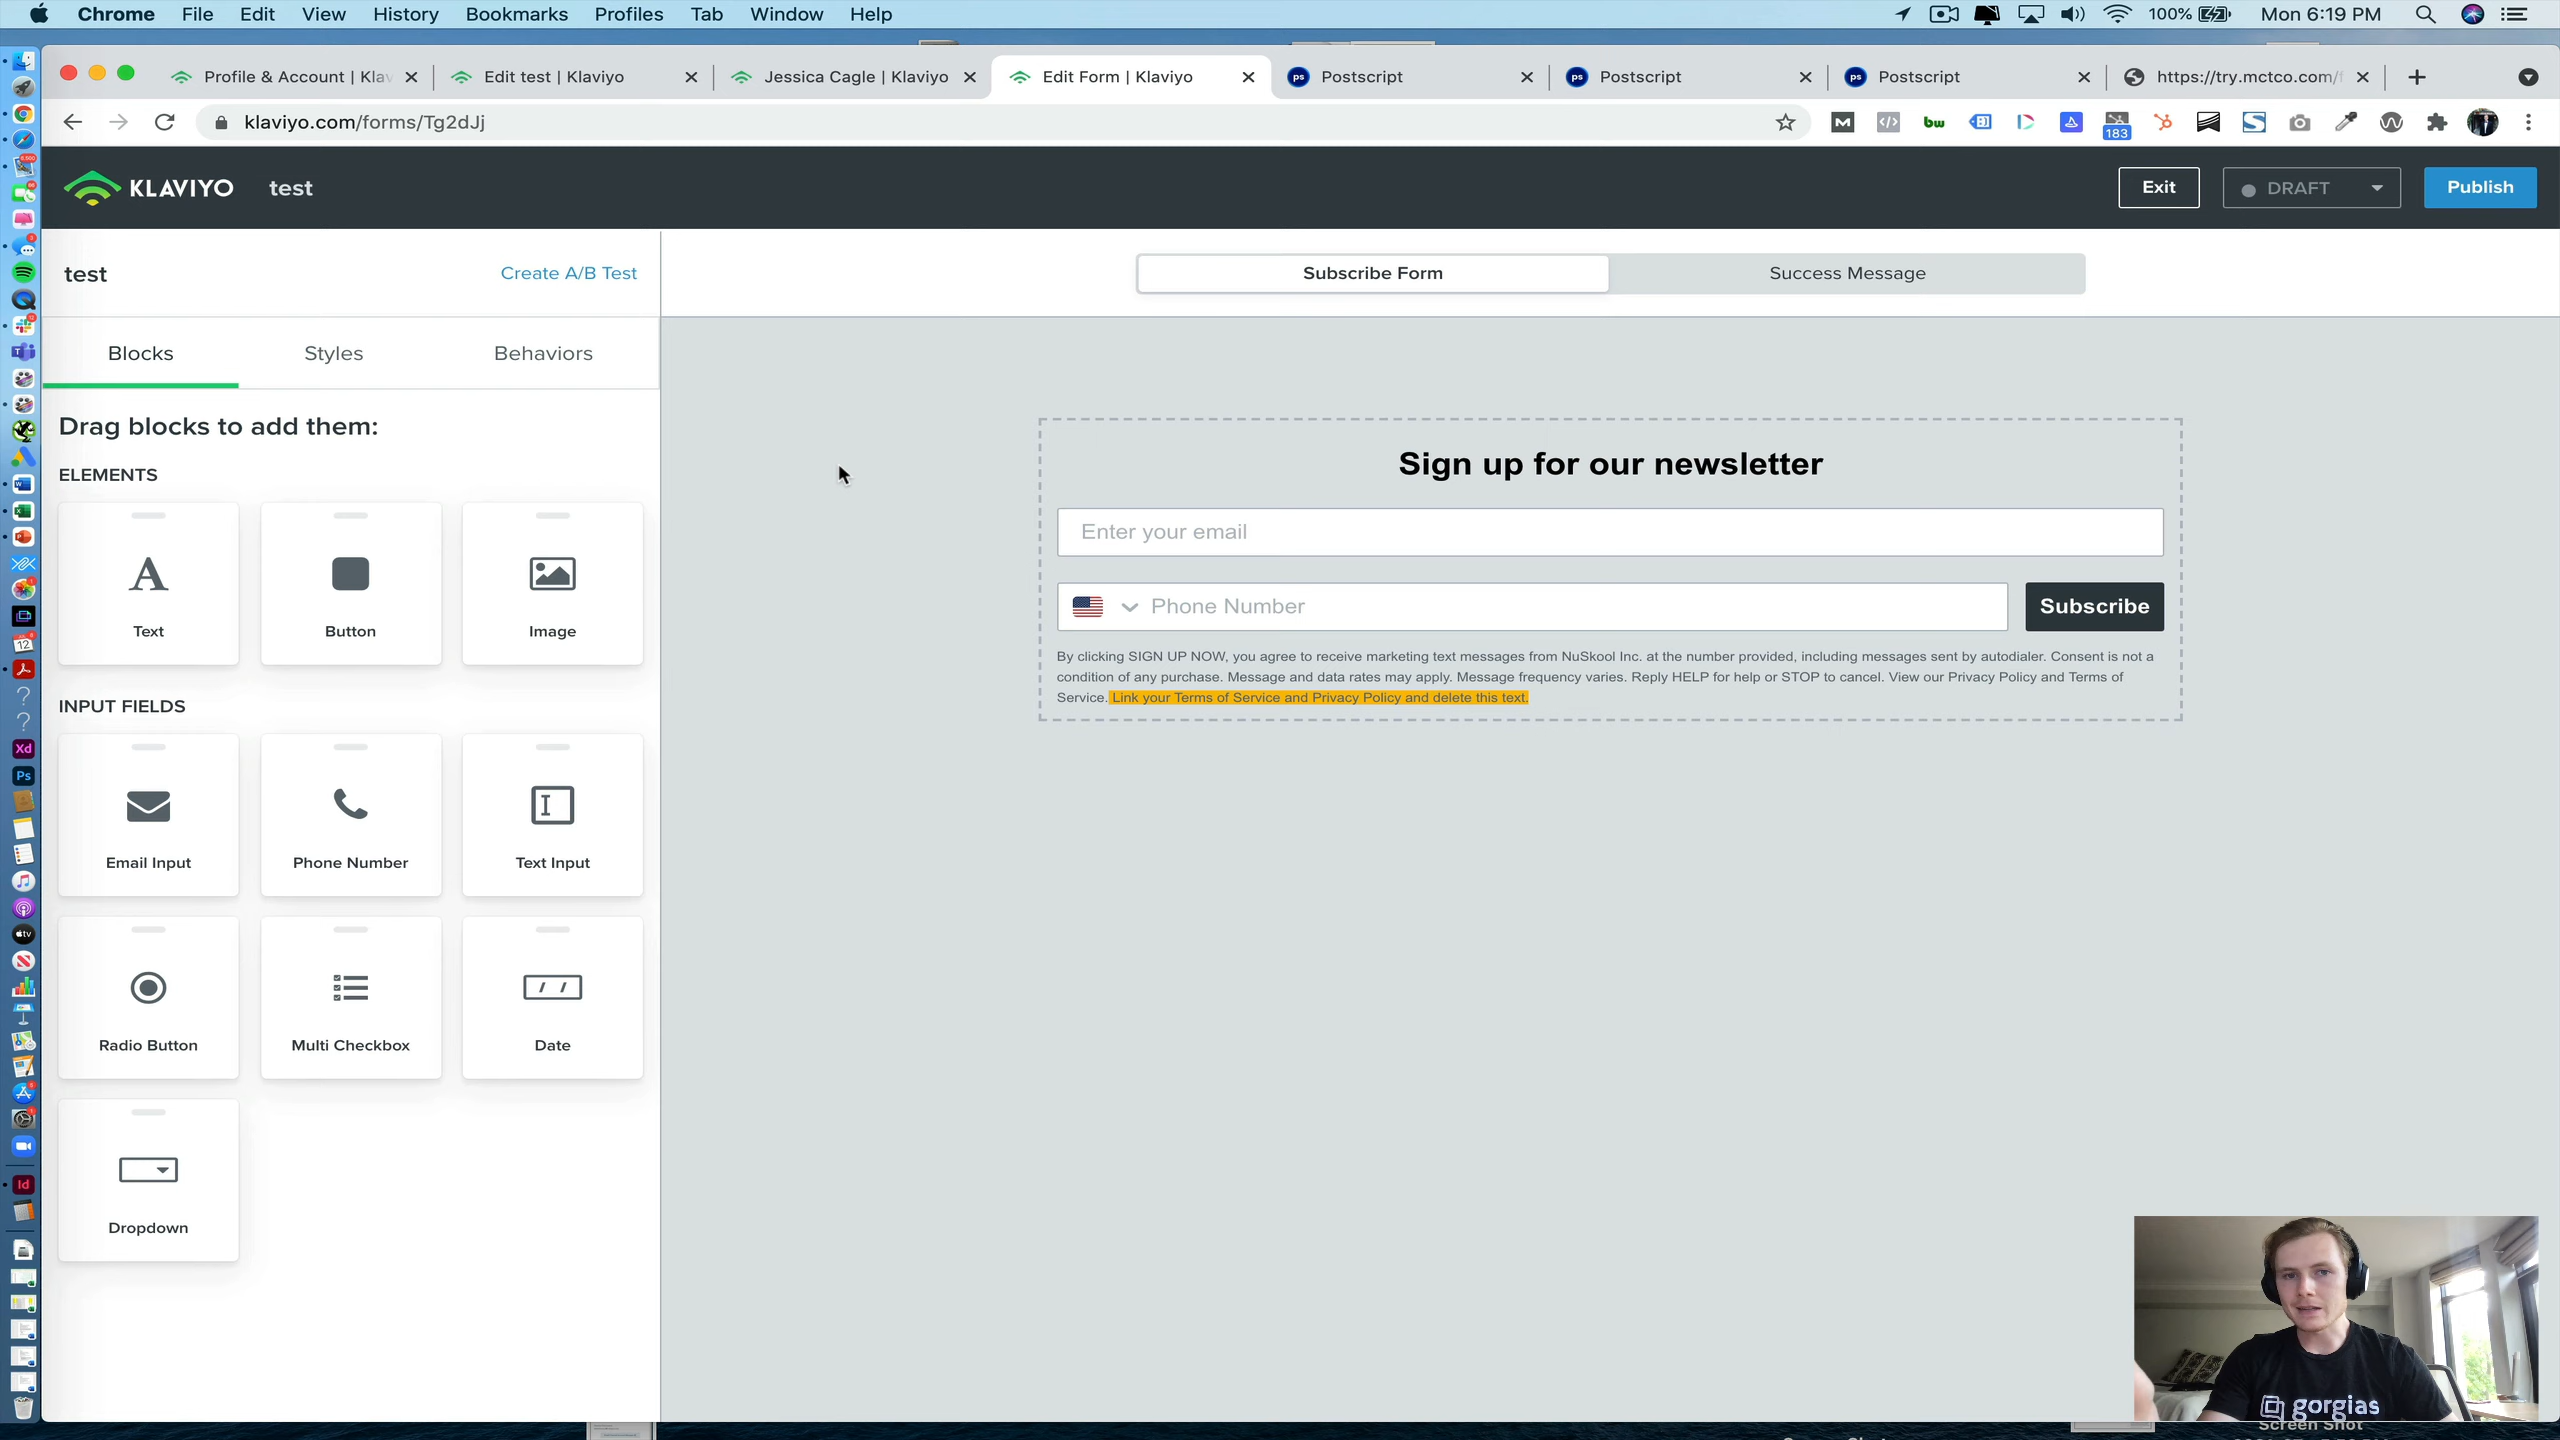 Chrome File Edit View History Bookmarks Profiles Tab Window Help
100% Mon 6:19 PM
Profile & Account | Klav
Edit test | Klaviyo
Jessica Cagle | Klaviyo
Edit Form | Klaviyo
Postscript
Postscript
Postscript
https://try.mctco.com/f
klaviyo.com/forms/Tg2dJj
bw
183
KLAVIYO test
Exit
DRAFT
Publish
test
Create A/B Test
Subscribe Form
Success Message
Blocks
Styles
Behaviors
Drag blocks to add them:
ELEMENTS
Text
Button
Image
INPUT FIELDS
Email Input
Phone Number
Text Input
Radio Button
Multi Checkbox
Date
Dropdown
Sign up for our newsletter
Enter your email
Phone Number
Subscribe
By clicking SIGN UP NOW, you agree to receive marketing text messages from NuSkool Inc. at the number provided, including messages sent by autodialer. Consent is not a
condition of any purchase. Message and data rates may apply. Message frequency varies. Reply HELP for help or STOP to cancel. View our Privacy Policy and Terms of
Service. Link your Terms of Service and Privacy Policy and delete this text.
gorgias
Screen Shot